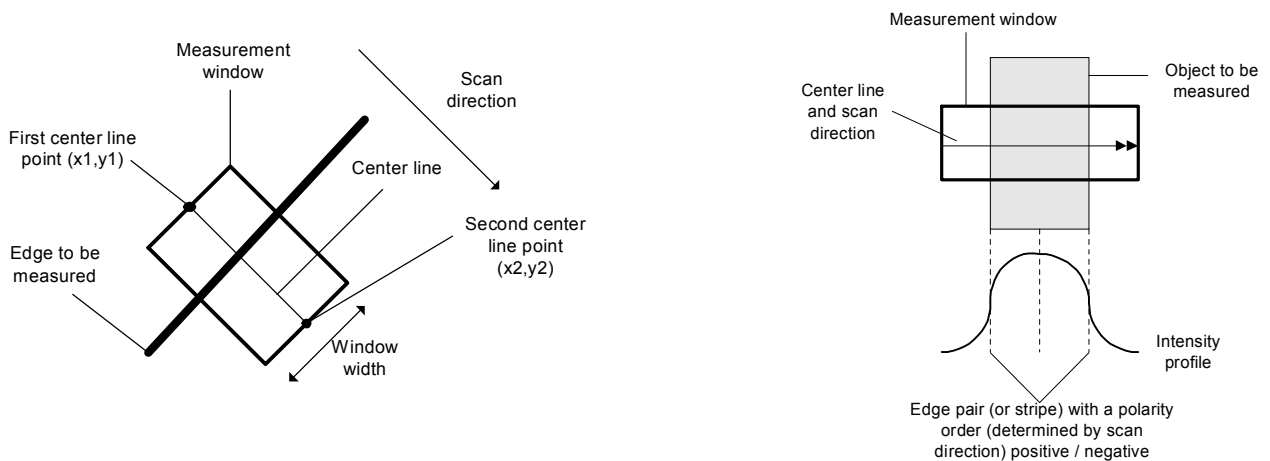 Measurement
window
Scan
direction
First center line
point (x1,y1)
Center line
Second center
line point
(x2,y2)
Edge to be
measured
Window
width
Measurement window
Object to be
measured
Center line
and scan
direction
Intensity
profile
Edge pair (or stripe) with a polarity
order (determined by scan
direction) positive / negative